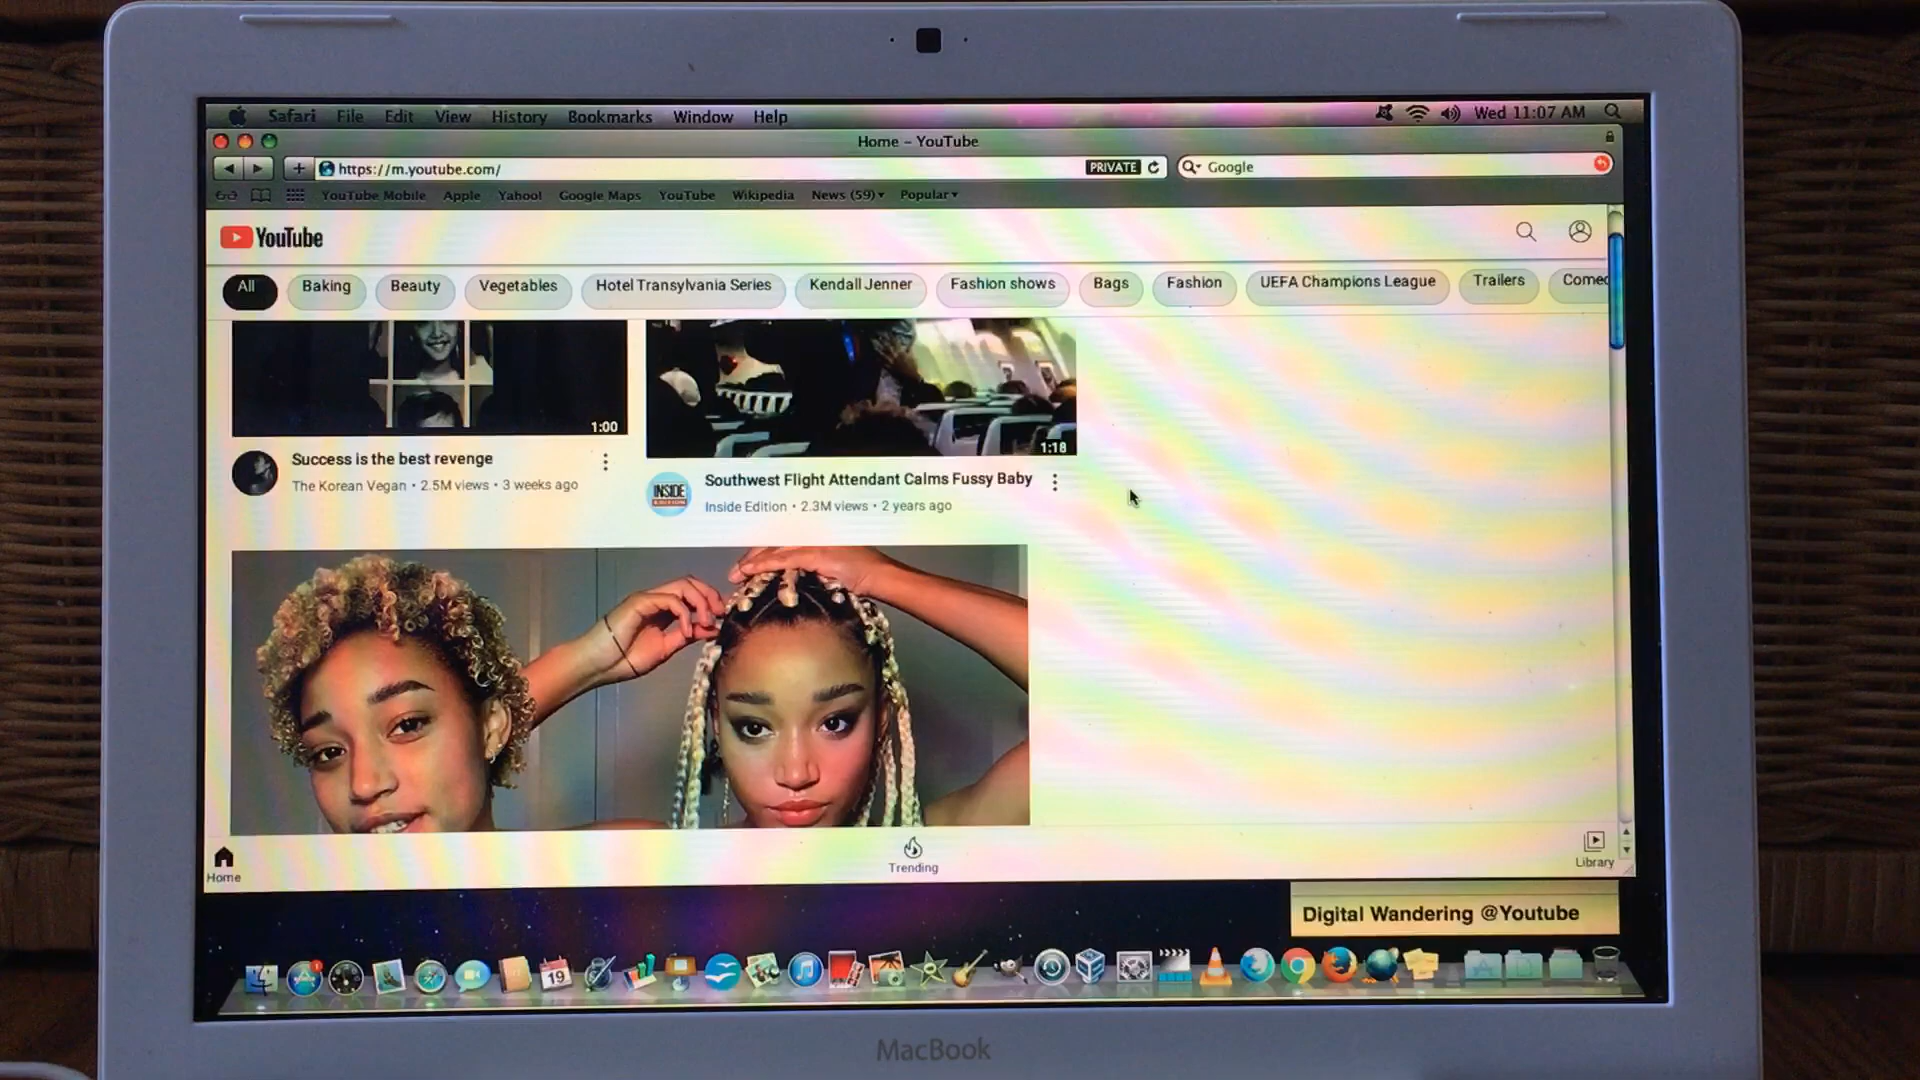 Safari File Edit View History Bookmarks Window Help Wed 11:07 AM
Home – YouTube
https://m.youtube.com/ PRIVATE Google
YouTube Mobile Apple Yahoo! Google Maps YouTube Wikipedia News (59) Popular
YouTube
All Baking Beauty Vegetables Hotel Transylvania Series Kendall Jenner Fashion shows Bags Fashion UEFA Champions League Trailers Comed
1:00
1:18
Success is the best revenge
The Korean Vegan • 2.5M views • 3 weeks ago
INSIDE
Southwest Flight Attendant Calms Fussy Baby
Inside Edition • 2.3M views • 2 years ago
Home
Trending
Library
Digital Wandering @Youtube
1
19
MacBook